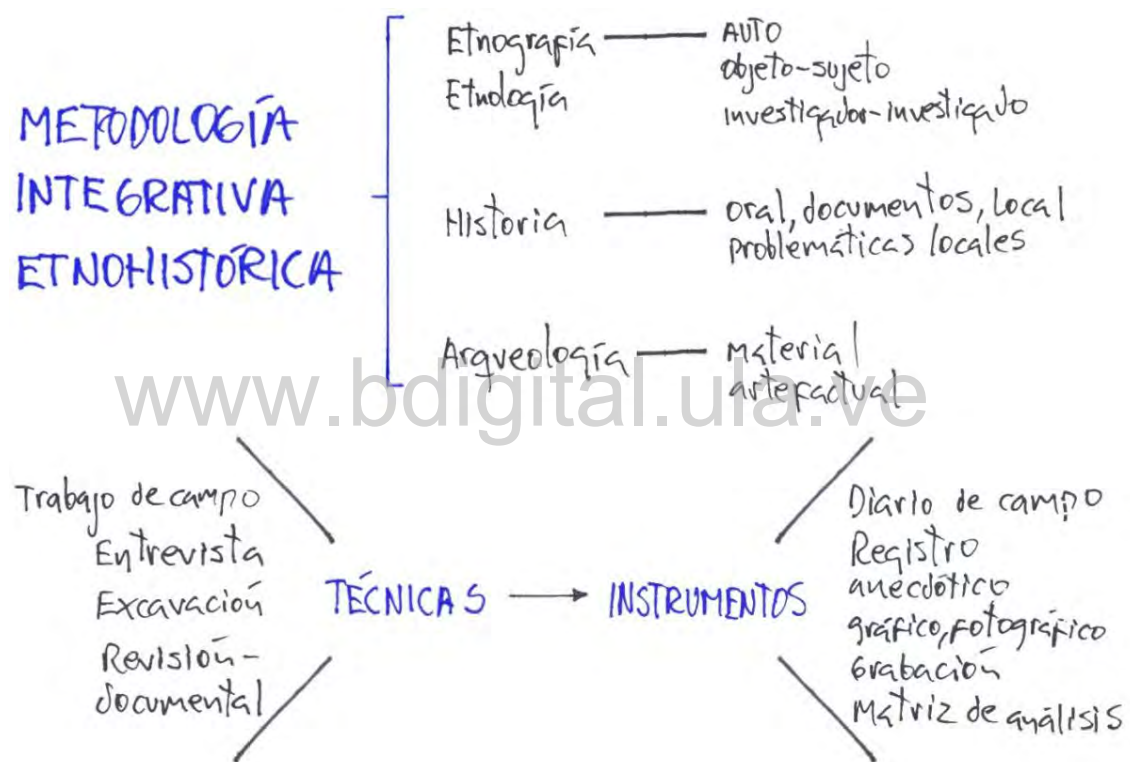 METODOLOGÍA
INTEGRATIVA
ETNOHISTÓRICA
Etnografía
Etnología
AUTO
objeto-sujeto
investigador-investigado
Historia
oral, documentos, local
problemáticas locales
Arqueología
material
artefactual
www.bdigital.ula.ve
Trabajo de campo
Entrevista
Excavación
Revisión-
documental
TÉCNICAS
INSTRUMENTOS
Diario de campo
Registro
anecdótico
gráfico, fotográfico
Grabación
Matriz de análisis